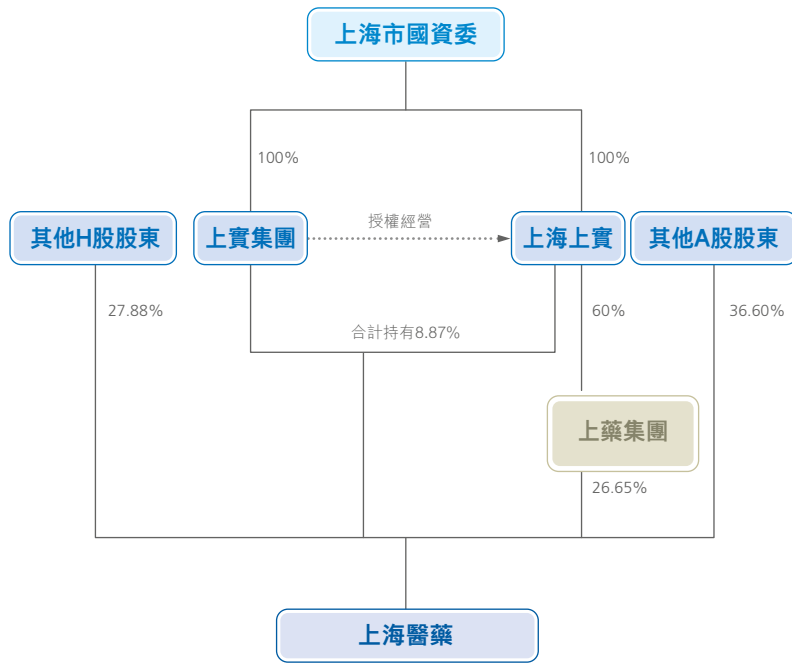 上海市國資委
100%
100%
其他H股股東
上實集團
授權經營
上海上實
其他A股股東
27.88%
合計持有8.87%
60%
36.60%
上藥集團
26.65%
上海醫藥